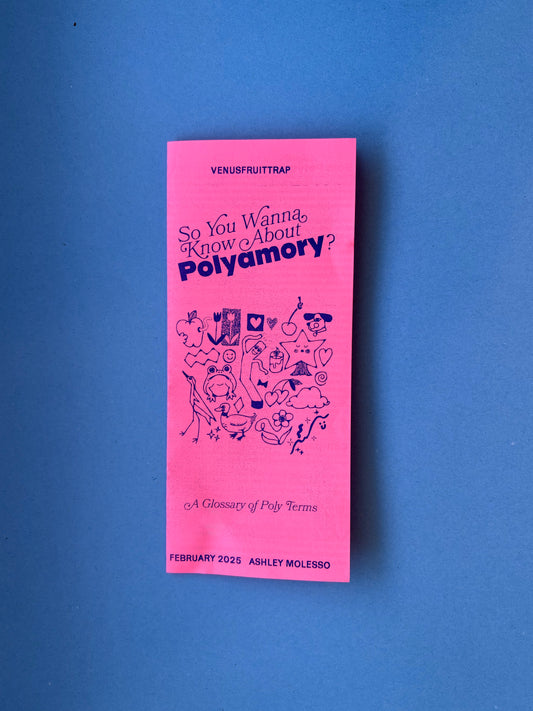 VENUSFRUITTRAP
So You Wanna
Know About
Polyamory?
A Glossary of Poly Terms
FEBRUARY 2025 ASHLEY MOLESSO